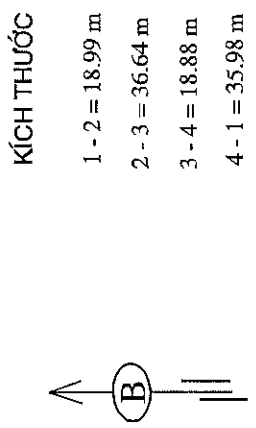 KÍCH THƯỚC
1 - 2 = 18.99 m
2 - 3 = 36.64 m
3 - 4 = 18.88 m
4 - 1 = 35.98 m
B